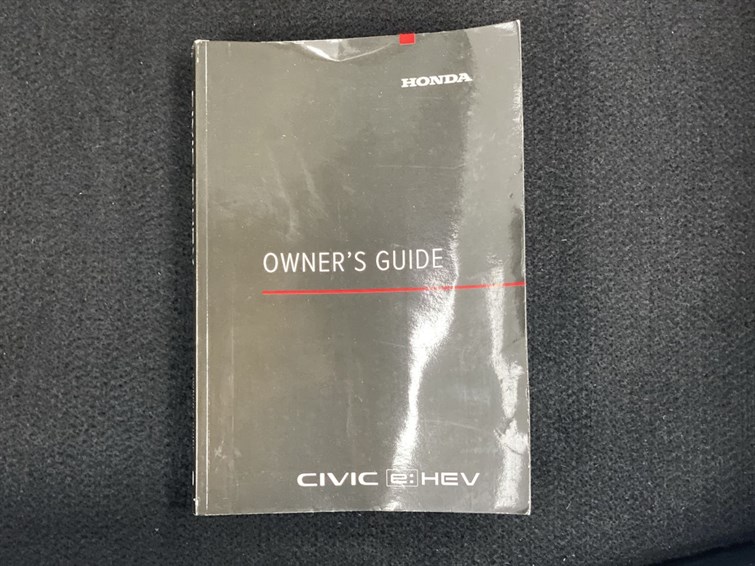 HONDA
OWNER'S GUIDE
CIVIC e:HEV